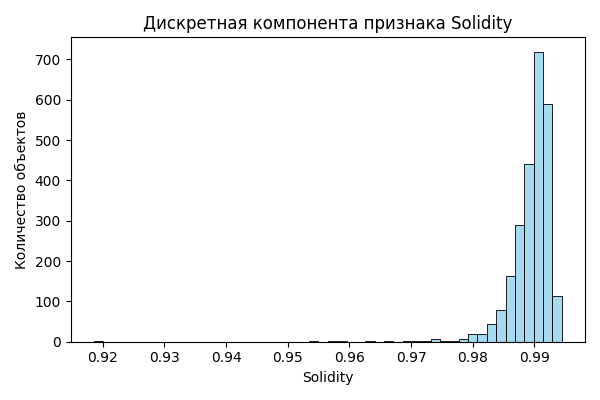 Дискретная компонента признака Solidity
Количество объектов
700
600
500
400
300
200
100
0
0.92 0.93 0.94 0.95 0.96 0.97 0.98 0.99
Solidity